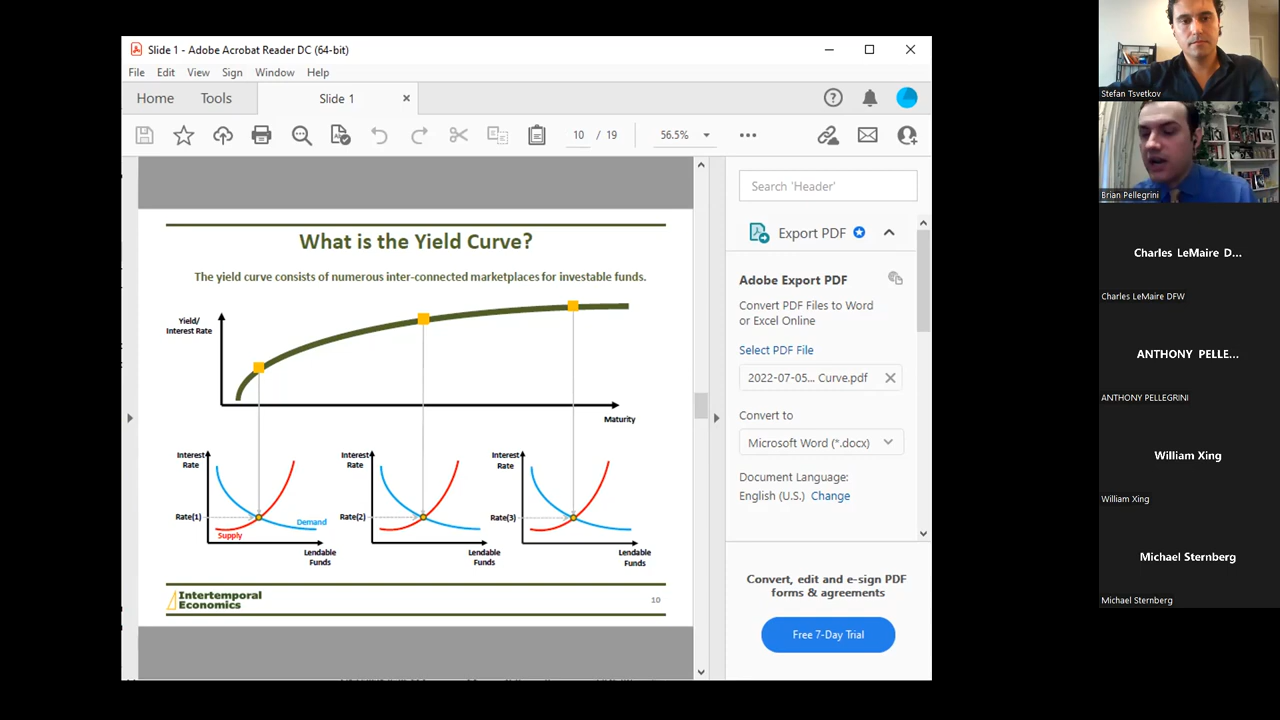 Slide 1 - Adobe Acrobat Reader DC (64-bit)
File Edit View Sign Window Help
Home Tools Slide 1
10 / 19 56.5%
What is the Yield Curve?
The yield curve consists of numerous inter-connected marketplaces for investable funds.
Yield/
Interest Rate
Maturity
Interest
Rate
Rate(1)
Demand
Supply
Lendable
Funds
Interest
Rate
Rate(2)
Lendable
Funds
Interest
Rate
Rate(3)
Lendable
Funds
Intertemporal
Economics
10
Search 'Header'
Export PDF
Adobe Export PDF
Convert PDF Files to Word
or Excel Online
Select PDF File
2022-07-05... Curve.pdf
Convert to
Microsoft Word (*.docx)
Document Language:
English (U.S.) Change
Convert, edit and e-sign PDF
forms & agreements
Free 7-Day Trial
Stefan Tsvetkov
Brian Pellegrini
Charles LeMaire D...
Charles LeMaire DFW
ANTHONY PELLE...
ANTHONY PELLEGRINI
William Xing
William Xing
Michael Sternberg
Michael Sternberg